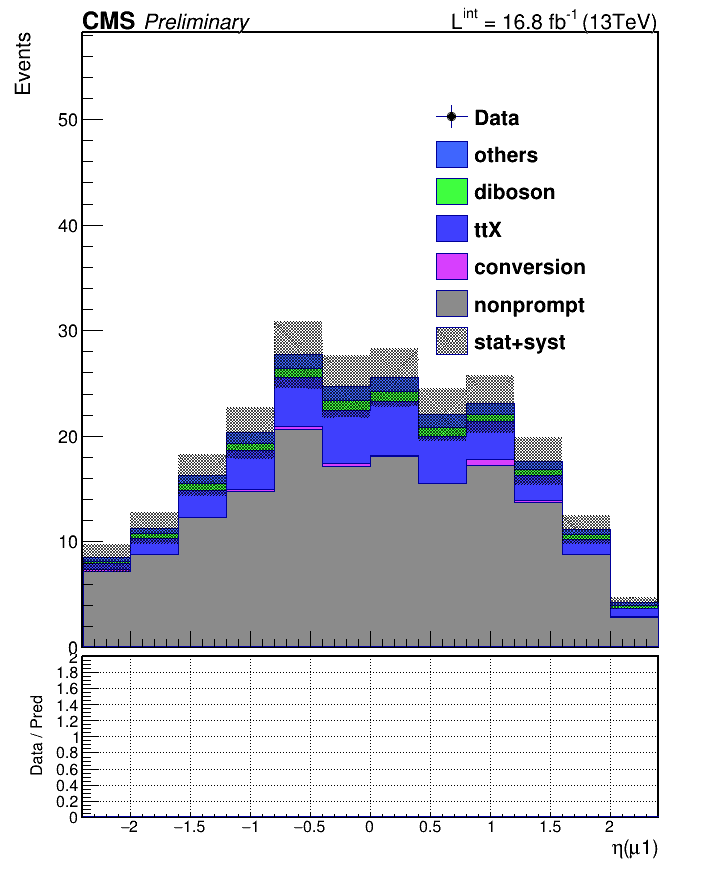 CMS Preliminary L^int = 16.8 fb^-1 (13TeV)
Events
50
40
30
20
10
0
Data
others
diboson
ttX
conversion
nonprompt
stat+syst
Data / Pred
2
1.8
1.6
1.4
1.2
1
0.8
0.6
0.4
0.2
0
−2 −1.5 −1 −0.5 0 0.5 1 1.5 2
η(μ1)